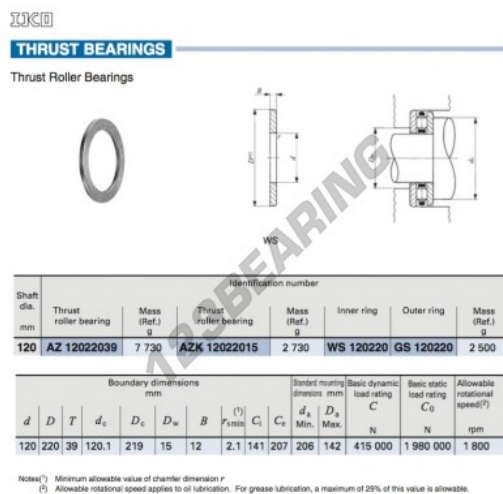 IKO
THRUST BEARINGS
Thrust Roller Bearings
B
r
d
WS
123BEARING
Shaft dia. mm
Identification number
Thrust roller bearing
Mass (Ref.) g
Thrust roller bearing
Mass (Ref.) g
Inner ring
Outer ring
Mass (Ref.) g
120 AZ 12022039 7 730 AZK 12022015 2 730 WS 120220 GS 120220 2 500
Boundary dimensions mm
Standard mounting dimensions mm
Basic dynamic load rating C N
Basic static load rating C₀ N
Allowable rotational speed(²) rpm
d D T dc Dc Dw B rs min(¹) Ci Ce da Min. Da Max.
120 220 39 120.1 219 15 12 2.1 141 207 206 142 415 000 1 980 000 1 800
Notes(¹) Minimum allowable value of chamfer dimension r
(²) Allowable rotational speed applies to oil lubrication. For grease lubrication, a maximum of 25% of this value is allowable.